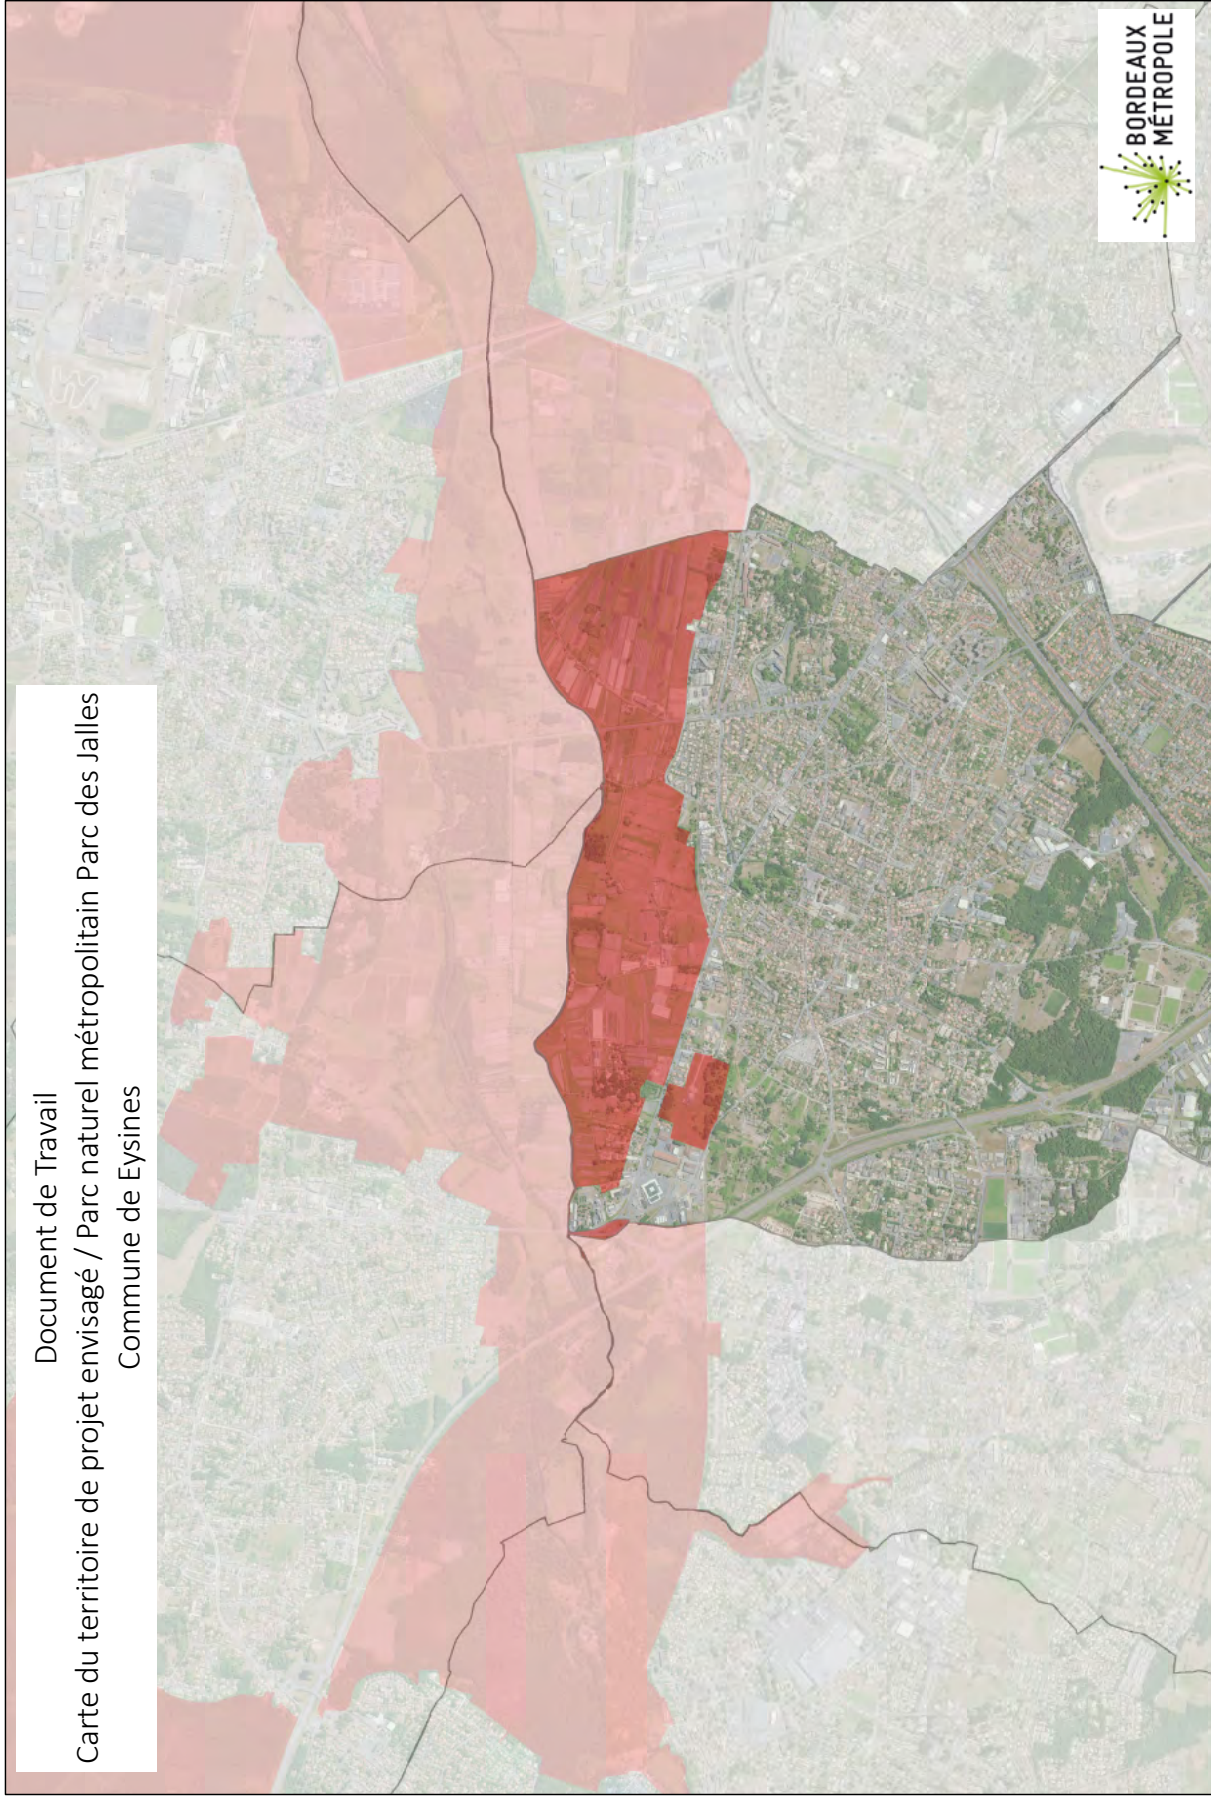 Document de Travail
Carte du territoire de projet envisagé / Parc naturel métropolitain Parc des Jalles
Commune de Eysines
BORDEAUX
MÉTROPOLE